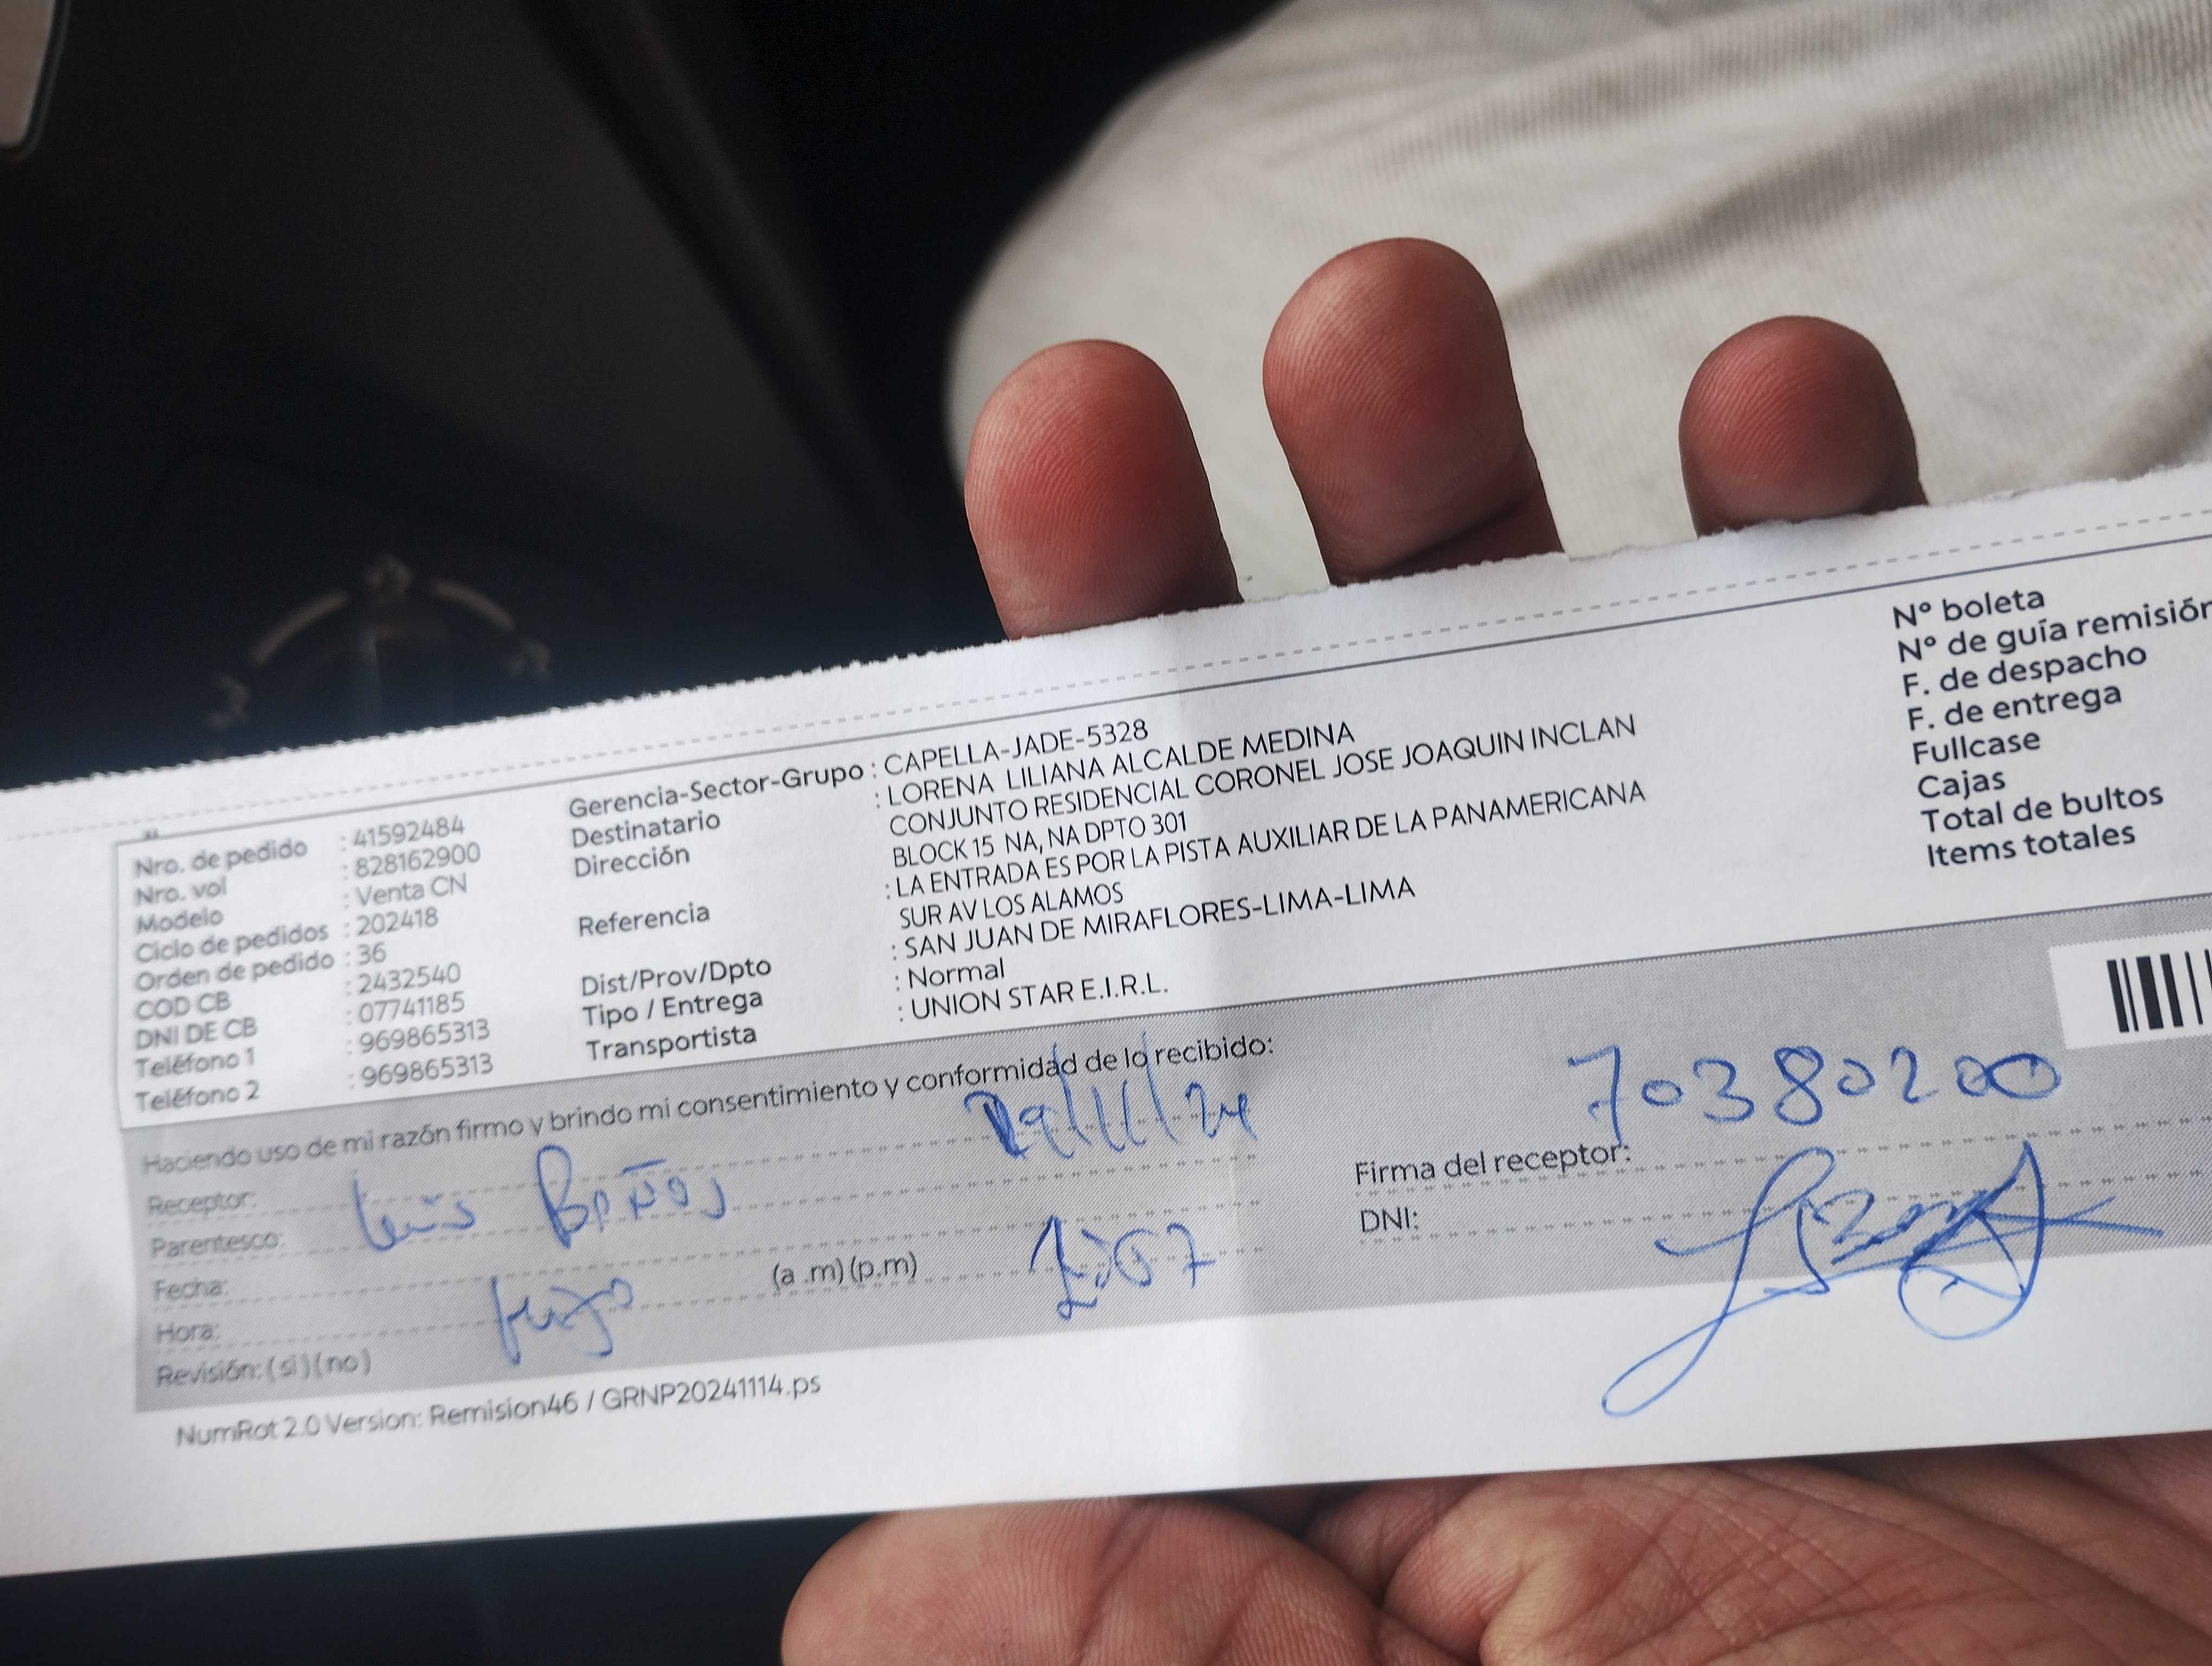 Nro. de pedido : 41592484
Nro. vol : 828162900
Modelo : Venta CN
Ciclo de pedidos : 202418
Orden de pedido : 36
COD CB : 2432540
DNI DE CB : 07741185
Teléfono 1 : 969865313
Teléfono 2 : 969865313
Gerencia-Sector-Grupo : CAPELLA-JADE-5328
Destinatario : LORENA LILIANA ALCALDE MEDINA
Dirección CONJUNTO RESIDENCIAL CORONEL JOSE JOAQUIN INCLAN
BLOCK 15 NA, NA DPTO 301
Referencia : LA ENTRADA ES POR LA PISTA AUXILIAR DE LA PANAMERICANA
SUR AV LOS ALAMOS
Dist/Prov/Dpto : SAN JUAN DE MIRAFLORES-LIMA-LIMA
Tipo / Entrega : Normal
Transportista : UNION STAR E.I.R.L.
N° boleta
N° de guía remisión
F. de despacho
F. de entrega
Fullcase
Cajas
Total de bultos
Items totales
Haciendo uso de mi razón firmo y brindo mi consentimiento y conformidad de lo recibido:
29/11/24
70380200
Receptor: Luis Baños
Parentesco:
Fecha:
Hora: (a .m) (p.m)
Revisión: ( si ) ( no )
Firma del receptor:
DNI:
NumRot 2.0 Version: Remision46 / GRNP20241114.ps